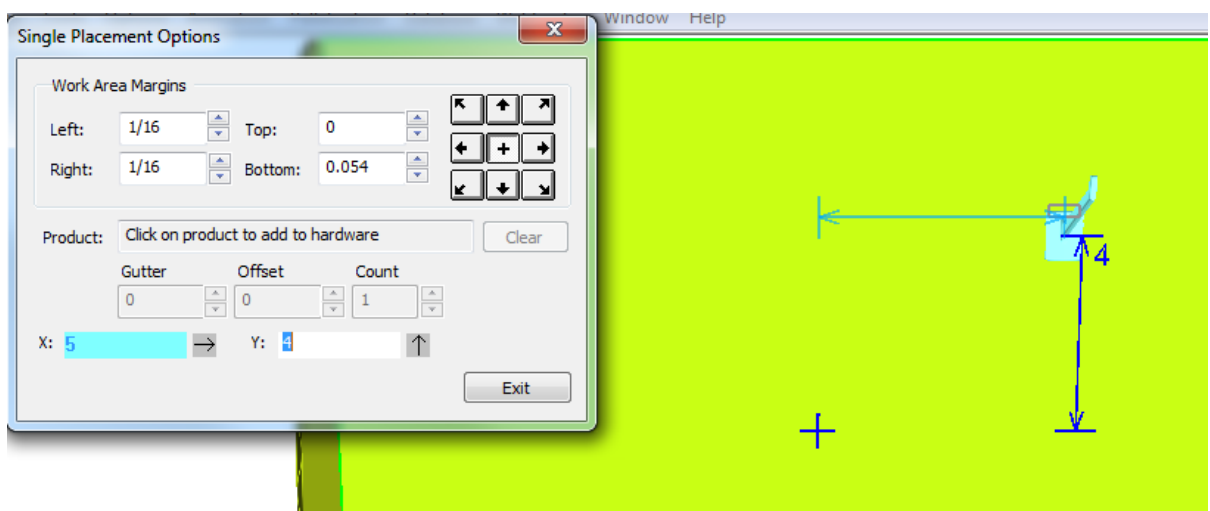 Window Help
Single Placement Options
Work Area Margins
Left: 1/16 Top: 0
Right: 1/16 Bottom: 0.054
Product: Click on product to add to hardware Clear
Gutter Offset Count
0 0 1
X: 5 Y: 4
Exit
4